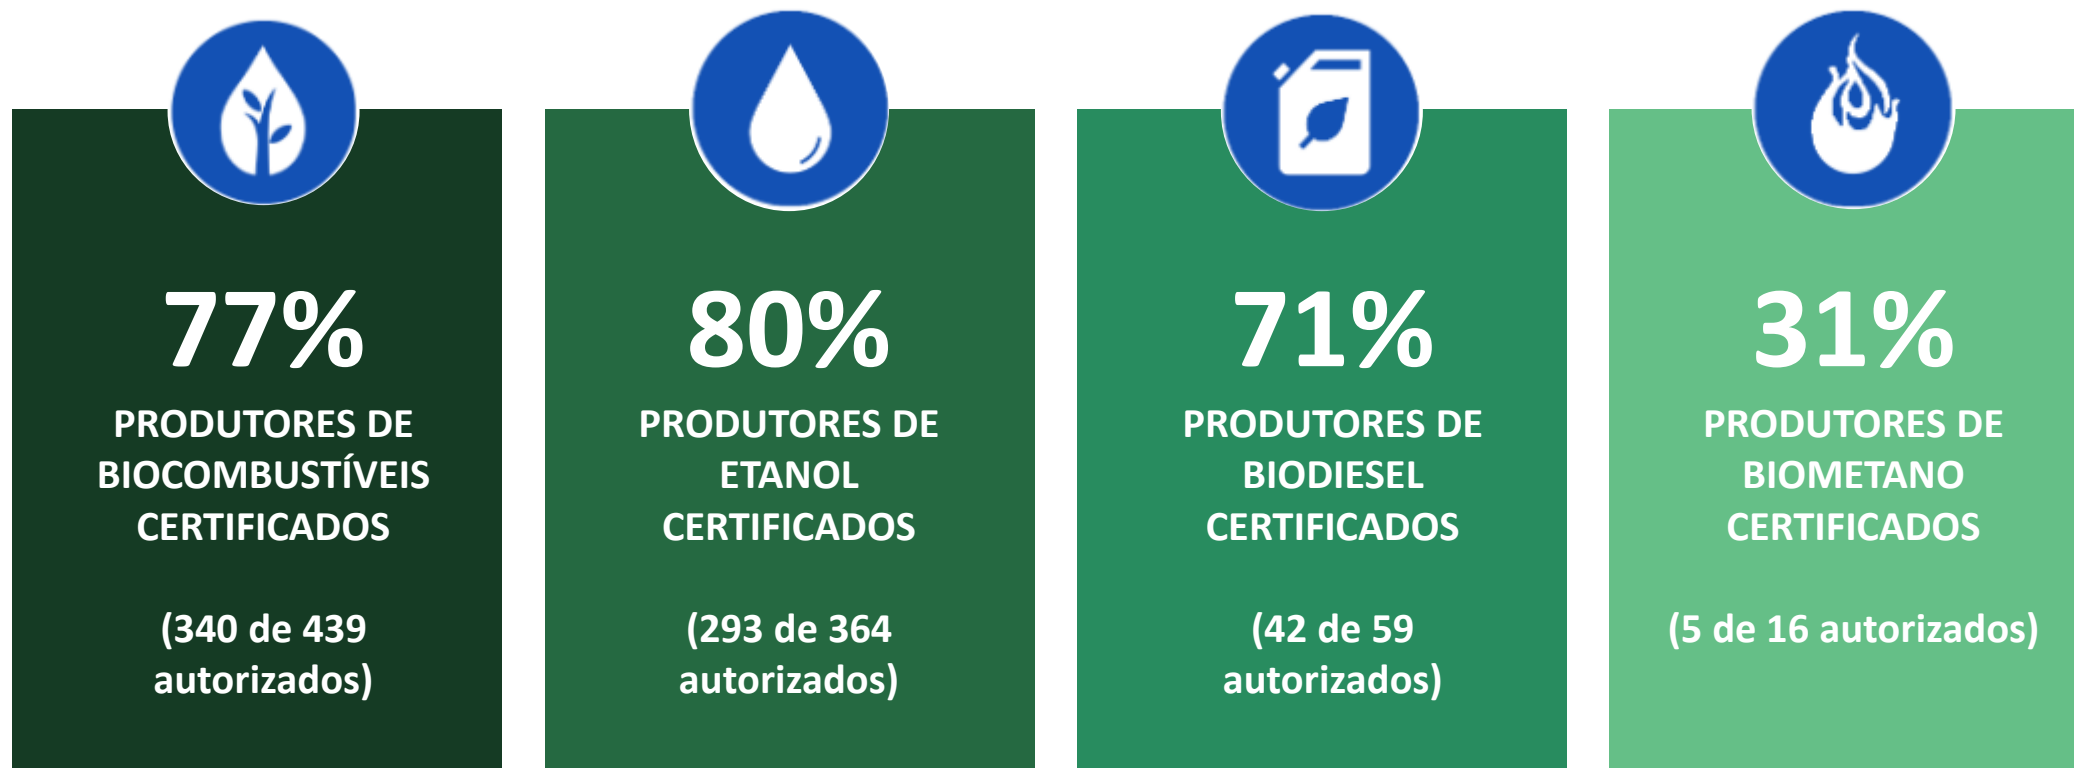 77%
PRODUTORES DE
BIOCOMBUSTÍVEIS
CERTIFICADOS
(340 de 439
autorizados)
80%
PRODUTORES DE
ETANOL
CERTIFICADOS
(293 de 364
autorizados)
71%
PRODUTORES DE
BIODIESEL
CERTIFICADOS
(42 de 59
autorizados)
31%
PRODUTORES DE
BIOMETANO
CERTIFICADOS
(5 de 16 autorizados)